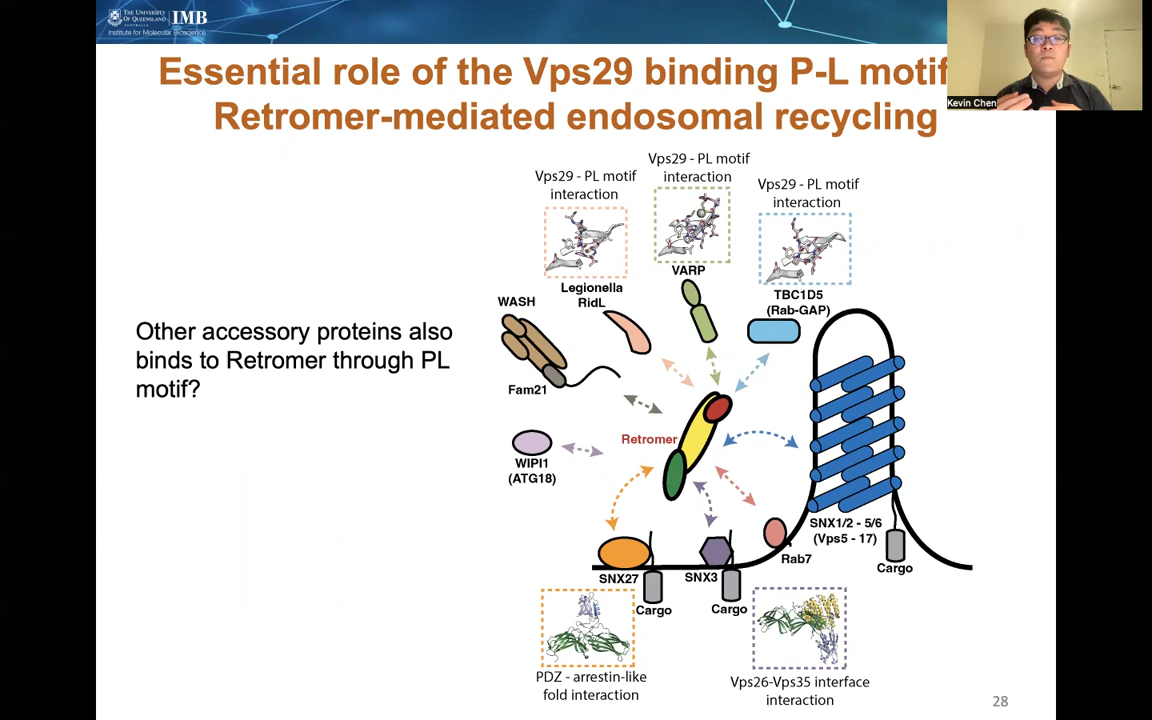 THE UNIVERSITY
OF QUEENSLAND
AUSTRALIA
IMB
Institute for Molecular Bioscience
Kevin Chen
Essential role of the Vps29 binding P-L motif
Retromer-mediated endosomal recycling
Other accessory proteins also
binds to Retromer through PL
motif?
Vps29 - PL motif
interaction
Vps29 - PL motif
interaction
Vps29 - PL motif
interaction
WASH
Legionella
RidL
VARP
TBC1D5
(Rab-GAP)
Fam21
Retromer
WIPI1
(ATG18)
SNX1/2 - 5/6
(Vps5 - 17)
Rab7
Cargo
SNX27
Cargo
SNX3
Cargo
PDZ - arrestin-like
fold interaction
Vps26-Vps35 interface
interaction
28